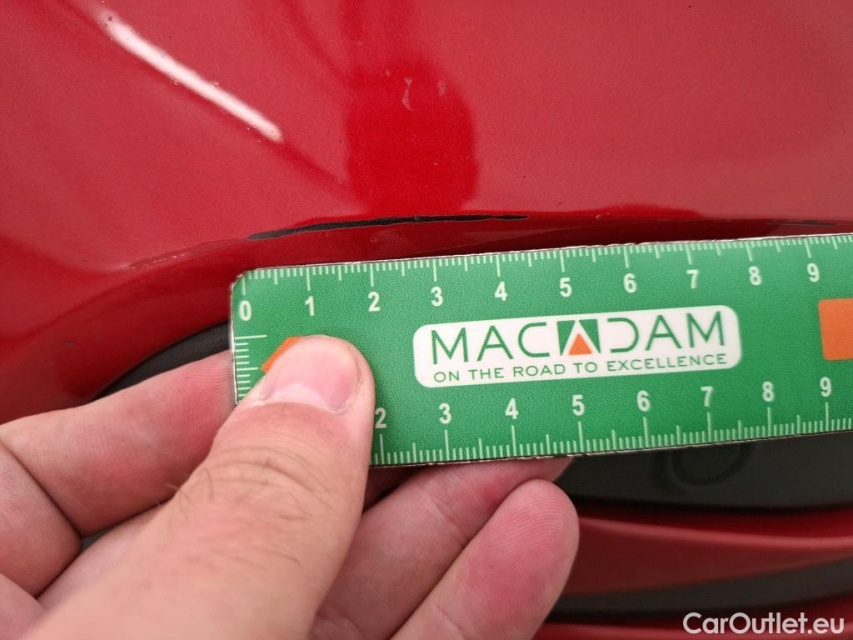 0 1 2 3 4 5 6 7 8 9
MACADAM
ON THE ROAD TO EXCELLENCE
2 3 4 5 6 7 8 9
CarOutlet.eu